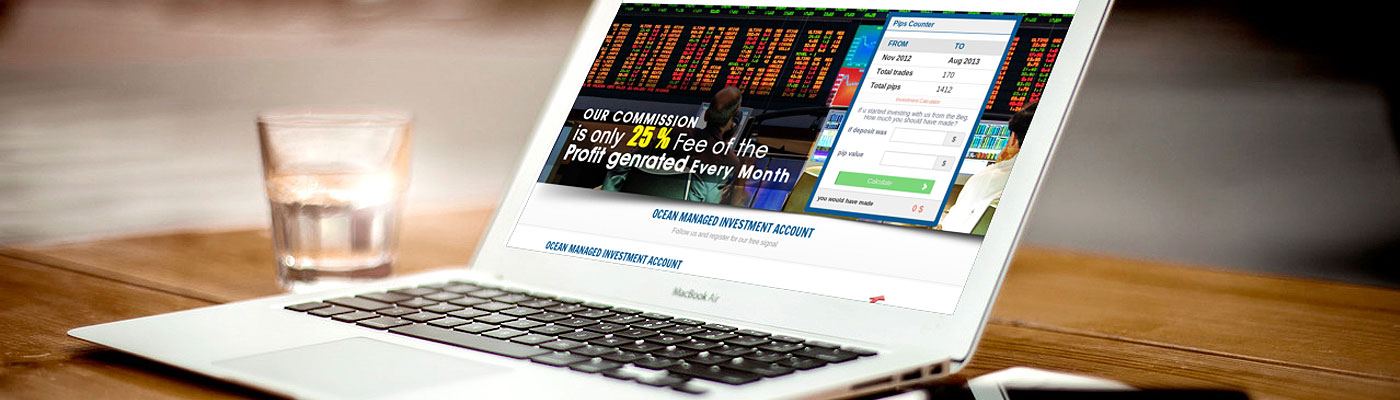 OUR COMMISSION
is only 25 % Fee of the
Profit genrated Every Month
Pips Counter
FROM TO
Nov 2012 Aug 2013
Total trades 170
Total pips 1412
Investment Calculator
If u started investing with us from the Beg.
How much you should have made?
if deposit was $
pip value $
Calculate
you would have made 0 $
OCEAN MANAGED INVESTMENT ACCOUNT
Follow us and register for our free signal
OCEAN MANAGED INVESTMENT ACCOUNT
MacBook Air